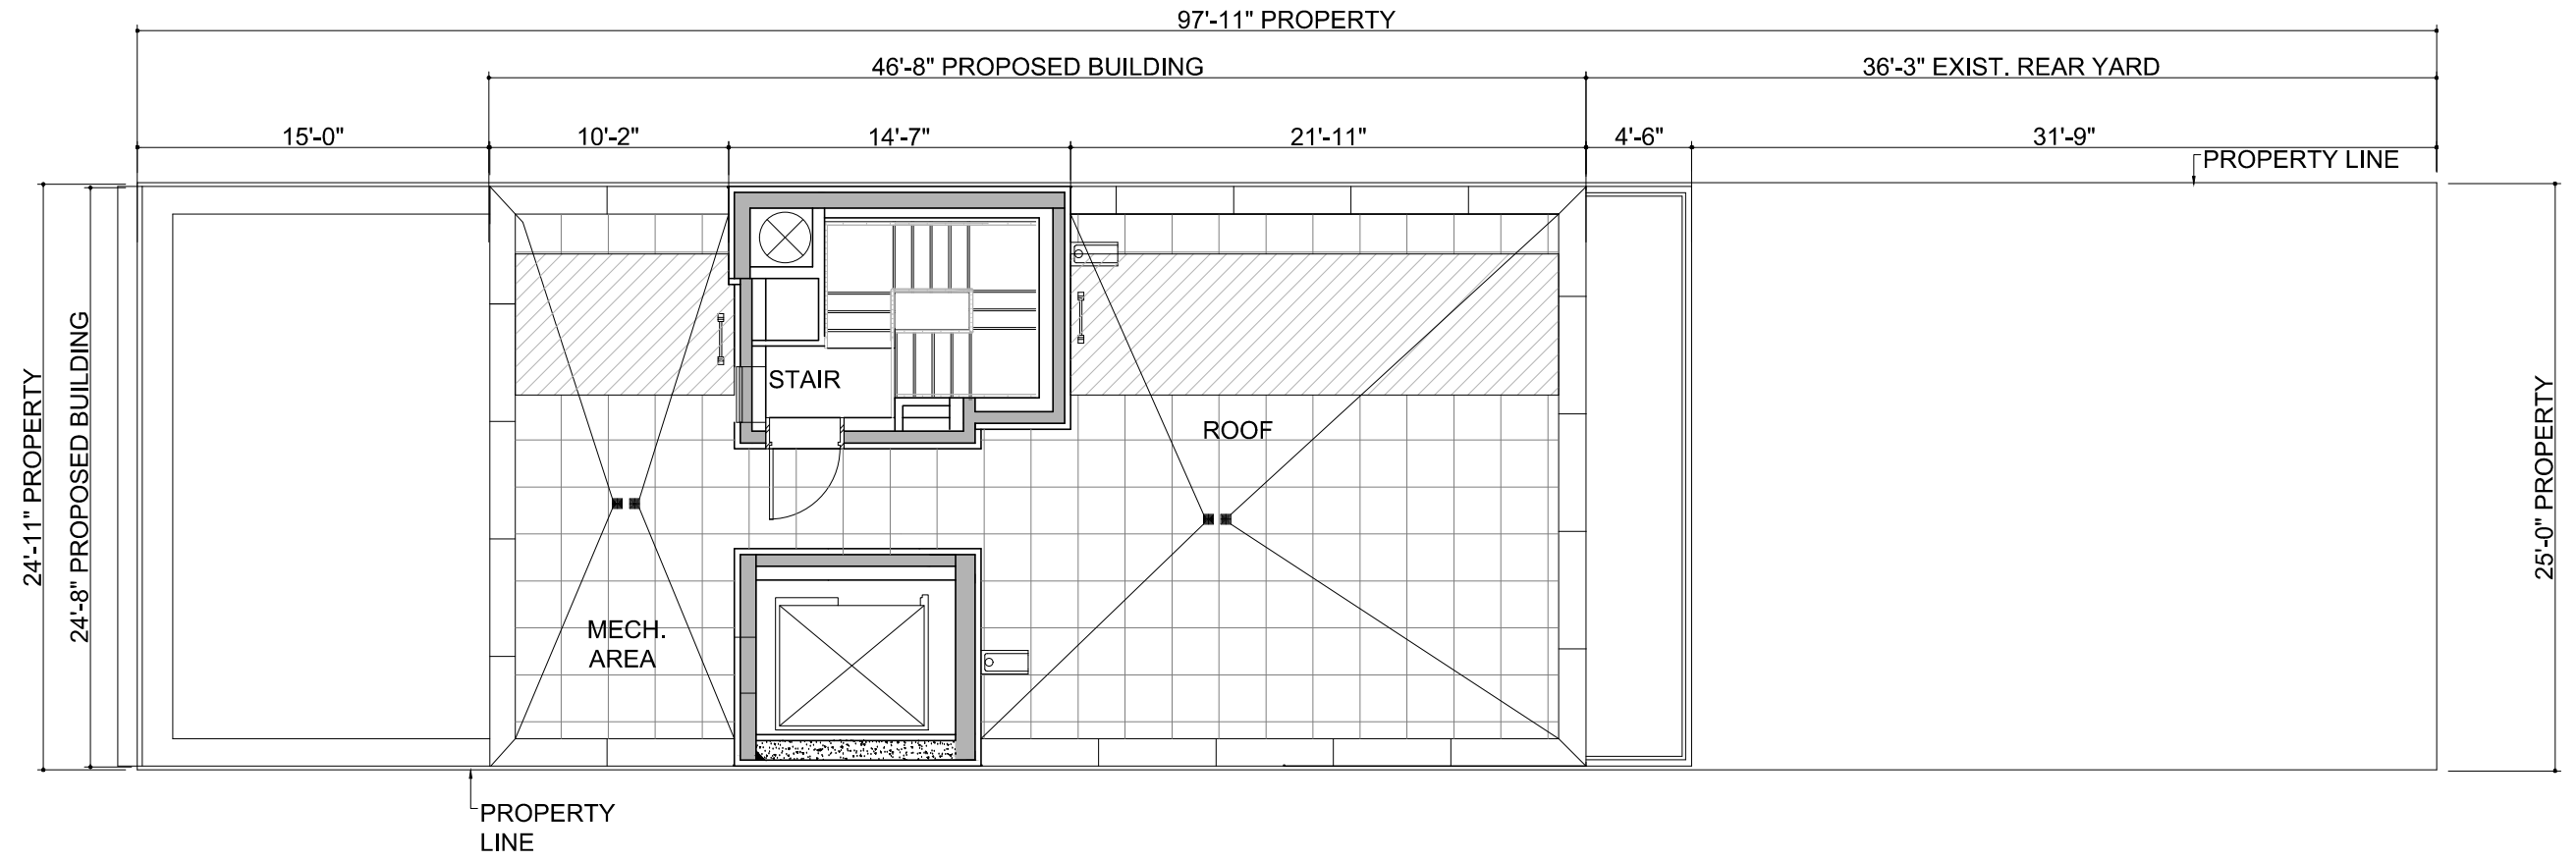 97'-11" PROPERTY
46'-8" PROPOSED BUILDING
36'-3" EXIST. REAR YARD
15'-0"
10'-2"
14'-7"
21'-11"
4'-6"
31'-9"
PROPERTY LINE
24'-11" PROPERTY
24'-8" PROPOSED BUILDING
STAIR
ROOF
25'-0" PROPERTY
MECH.
AREA
PROPERTY
LINE